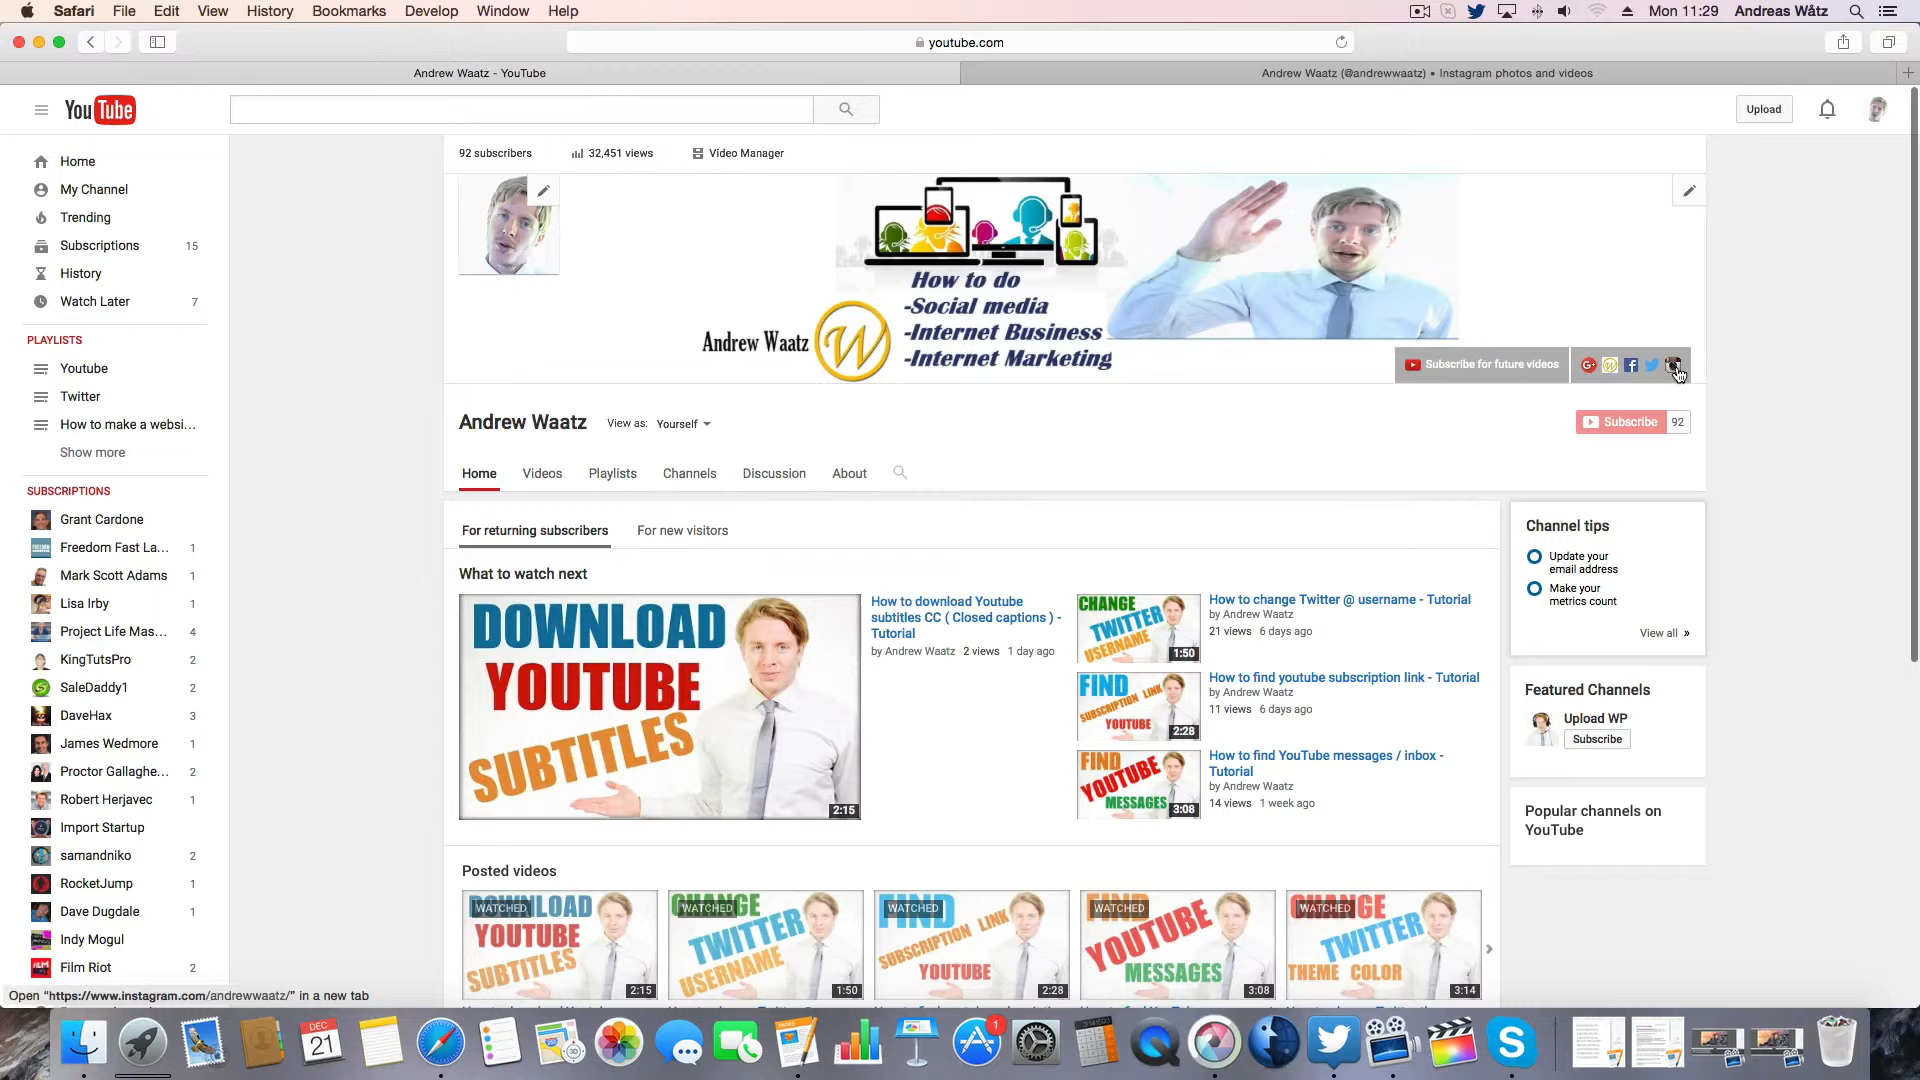 Safari File Edit View History Bookmarks Develop Window Help
Mon 11:29 Andreas Wåtz
youtube.com
Andrew Waatz - YouTube
Andrew Waatz (@andrewwaatz) • Instagram photos and videos
YouTube
Upload
Home
My Channel
Trending
Subscriptions 15
History
Watch Later 7
PLAYLISTS
Youtube
Twitter
How to make a websi...
Show more
SUBSCRIPTIONS
Grant Cardone
Freedom Fast La... 1
Mark Scott Adams 1
Lisa Irby 1
Project Life Mas... 4
KingTutsPro 2
SaleDaddy1 2
DaveHax 3
James Wedmore 1
Proctor Gallaghe... 2
Robert Herjavec 1
Import Startup
samandniko 2
RocketJump 1
Dave Dugdale 1
Indy Mogul
Film Riot 2
92 subscribers 32,451 views Video Manager
How to do
-Social media
-Internet Business
-Internet Marketing
Andrew Waatz W
Subscribe for future videos
Andrew Waatz View as: Yourself
Subscribe 92
Home Videos Playlists Channels Discussion About
For returning subscribers For new visitors
What to watch next
DOWNLOAD
YOUTUBE
SUBTITLES
2:15
How to download Youtube
subtitles CC ( Closed captions ) -
Tutorial
by Andrew Waatz 2 views 1 day ago
CHANGE
TWITTER
USERNAME
1:50
How to change Twitter @ username - Tutorial
by Andrew Waatz
21 views 6 days ago
FIND
SUBSCRIPTION LINK
YOUTUBE
2:28
How to find youtube subscription link - Tutorial
by Andrew Waatz
11 views 6 days ago
FIND
YOUTUBE
MESSAGES
3:08
How to find YouTube messages / inbox -
Tutorial
by Andrew Waatz
14 views 1 week ago
Channel tips
Update your
email address
Make your
metrics count
View all »
Featured Channels
Upload WP
Subscribe
Popular channels on
YouTube
Posted videos
WATCHED
DOWNLOAD
YOUTUBE
SUBTITLES
2:15
WATCHED
CHANGE
TWITTER
USERNAME
1:50
WATCHED
FIND
SUBSCRIPTION LINK
YOUTUBE
2:28
WATCHED
FIND
YOUTUBE
MESSAGES
3:08
WATCHED
CHANGE
TWITTER
THEME COLOR
3:14
Open "https://www.instagram.com/andrewwaatz/" in a new tab
DEC
21
3D
PAGES
1